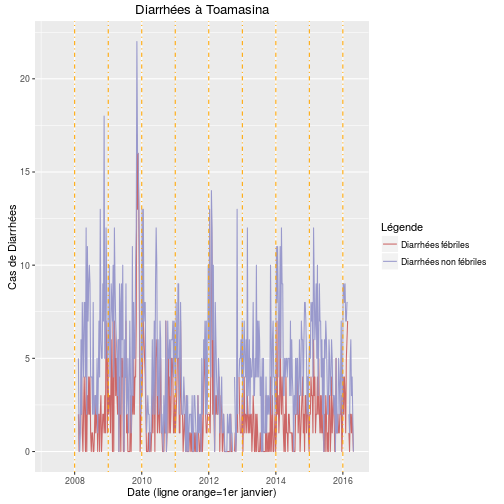 Diarrhées à Toamasina
Cas de Diarrhées
20
15
10
5
0
2008 2010 2012 2014 2016
Date (ligne orange=1er janvier)
Légende
Diarrhées fébriles
Diarrhées non fébriles